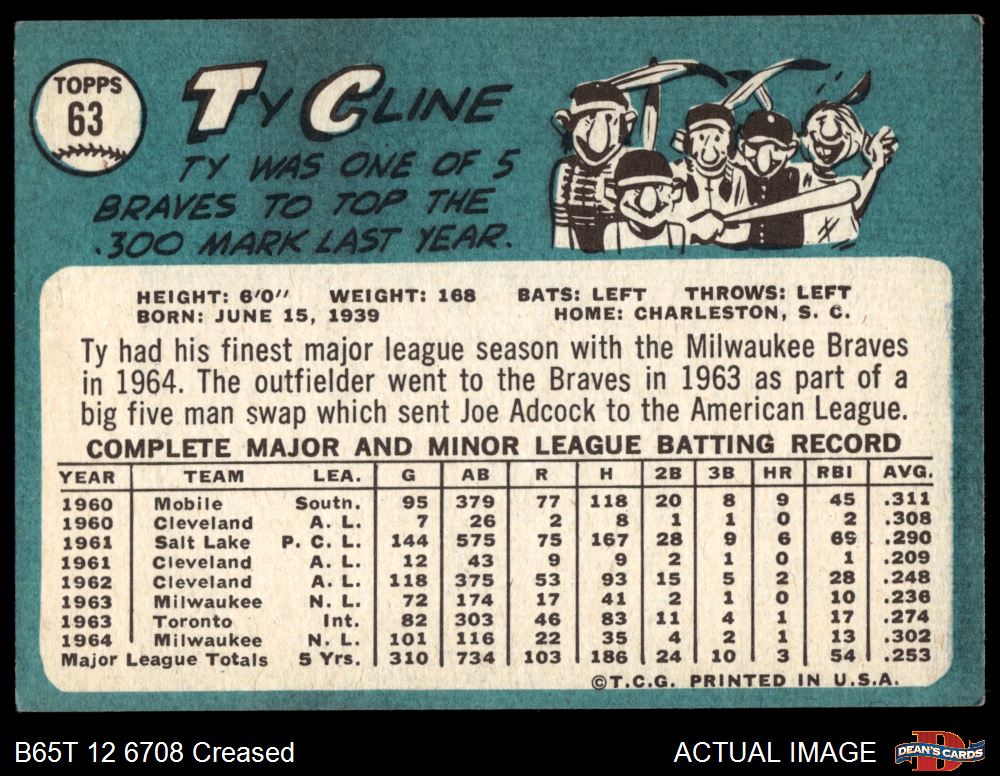 TOPPS
63
TY CLINE
TY WAS ONE OF 5
BRAVES TO TOP THE
.300 MARK LAST YEAR.
HEIGHT: 6'0" WEIGHT: 168 BATS: LEFT THROWS: LEFT
BORN: JUNE 15, 1939 HOME: CHARLESTON, S. C.
Ty had his finest major league season with the Milwaukee Braves
in 1964. The outfielder went to the Braves in 1963 as part of a
big five man swap which sent Joe Adcock to the American League.
COMPLETE MAJOR AND MINOR LEAGUE BATTING RECORD
YEAR TEAM LEA. G AB R H 2B 3B HR RBI AVG.
1960 Mobile Southn. 95 379 77 118 20 8 9 45 .311
1960 Cleveland A. L. 7 26 2 8 1 1 0 2 .308
1961 Salt Lake P. C. L. 144 575 75 167 28 9 6 69 .290
1961 Cleveland A. L. 12 43 9 9 2 1 0 1 .209
1962 Cleveland A. L. 118 375 53 93 15 5 2 28 .248
1963 Milwaukee N. L. 72 174 17 41 2 1 0 10 .236
1963 Toronto Int. 82 303 46 83 11 4 1 17 .274
1964 Milwaukee N. L. 101 116 22 35 4 2 1 13 .302
Major League Totals 5 Yrs. 310 734 103 186 24 10 3 54 .253
©T.C.G. PRINTED IN U.S.A.
B65T 12 6708 Creased ACTUAL IMAGE
D
DEAN'S CARDS